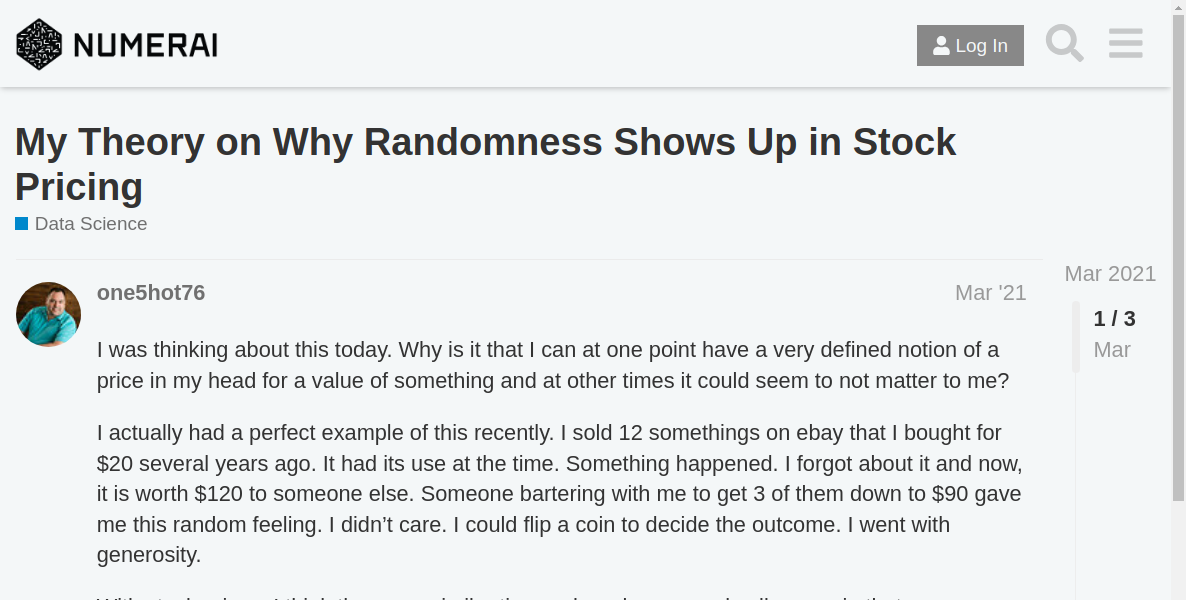 NUMERAI
Log In
My Theory on Why Randomness Shows Up in Stock
Pricing
Data Science
one5hot76
Mar '21
Mar 2021
1 / 3
Mar
I was thinking about this today. Why is it that I can at one point have a very defined notion of a
price in my head for a value of something and at other times it could seem to not matter to me?
I actually had a perfect example of this recently. I sold 12 somethings on ebay that I bought for
$20 several years ago. It had its use at the time. Something happened. I forgot about it and now,
it is worth $120 to someone else. Someone bartering with me to get 3 of them down to $90 gave
me this random feeling. I didn’t care. I could flip a coin to decide the outcome. I went with
generosity.